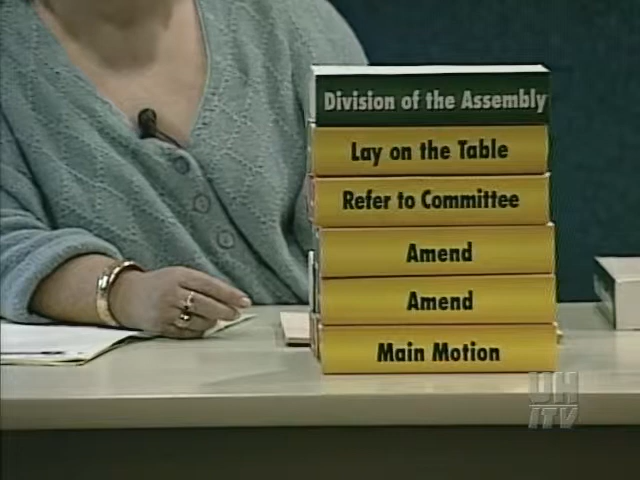 Division of the Assembly
Lay on the Table
Refer to Committee
Amend
Amend
Main Motion
UH
ITV